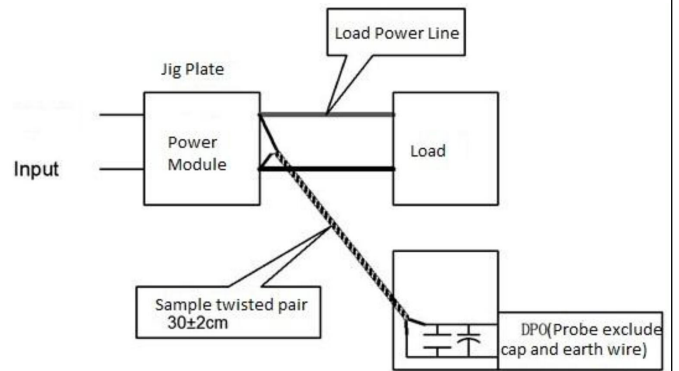 Load Power Line
Jig Plate
Power
Module
Load
Input
Sample twisted pair
30±2cm
DPO(Probe exclude
cap and earth wire)